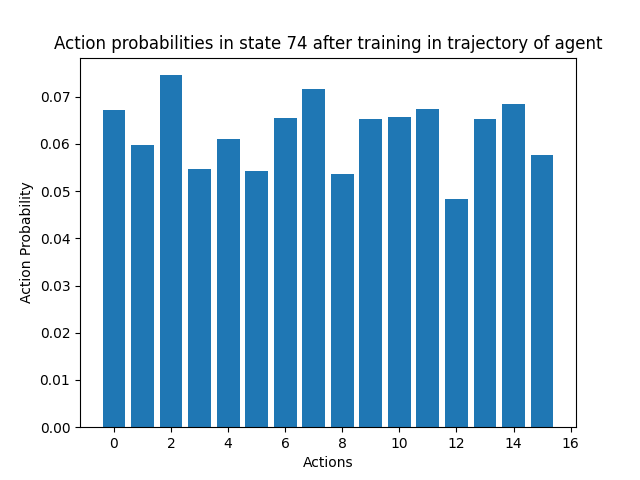 Action probabilities in state 74 after training in trajectory of agent
0.07
0.06
0.05
0.04
0.03
0.02
0.01
0.00
Action Probability
0 2 4 6 8 10 12 14 16
Actions